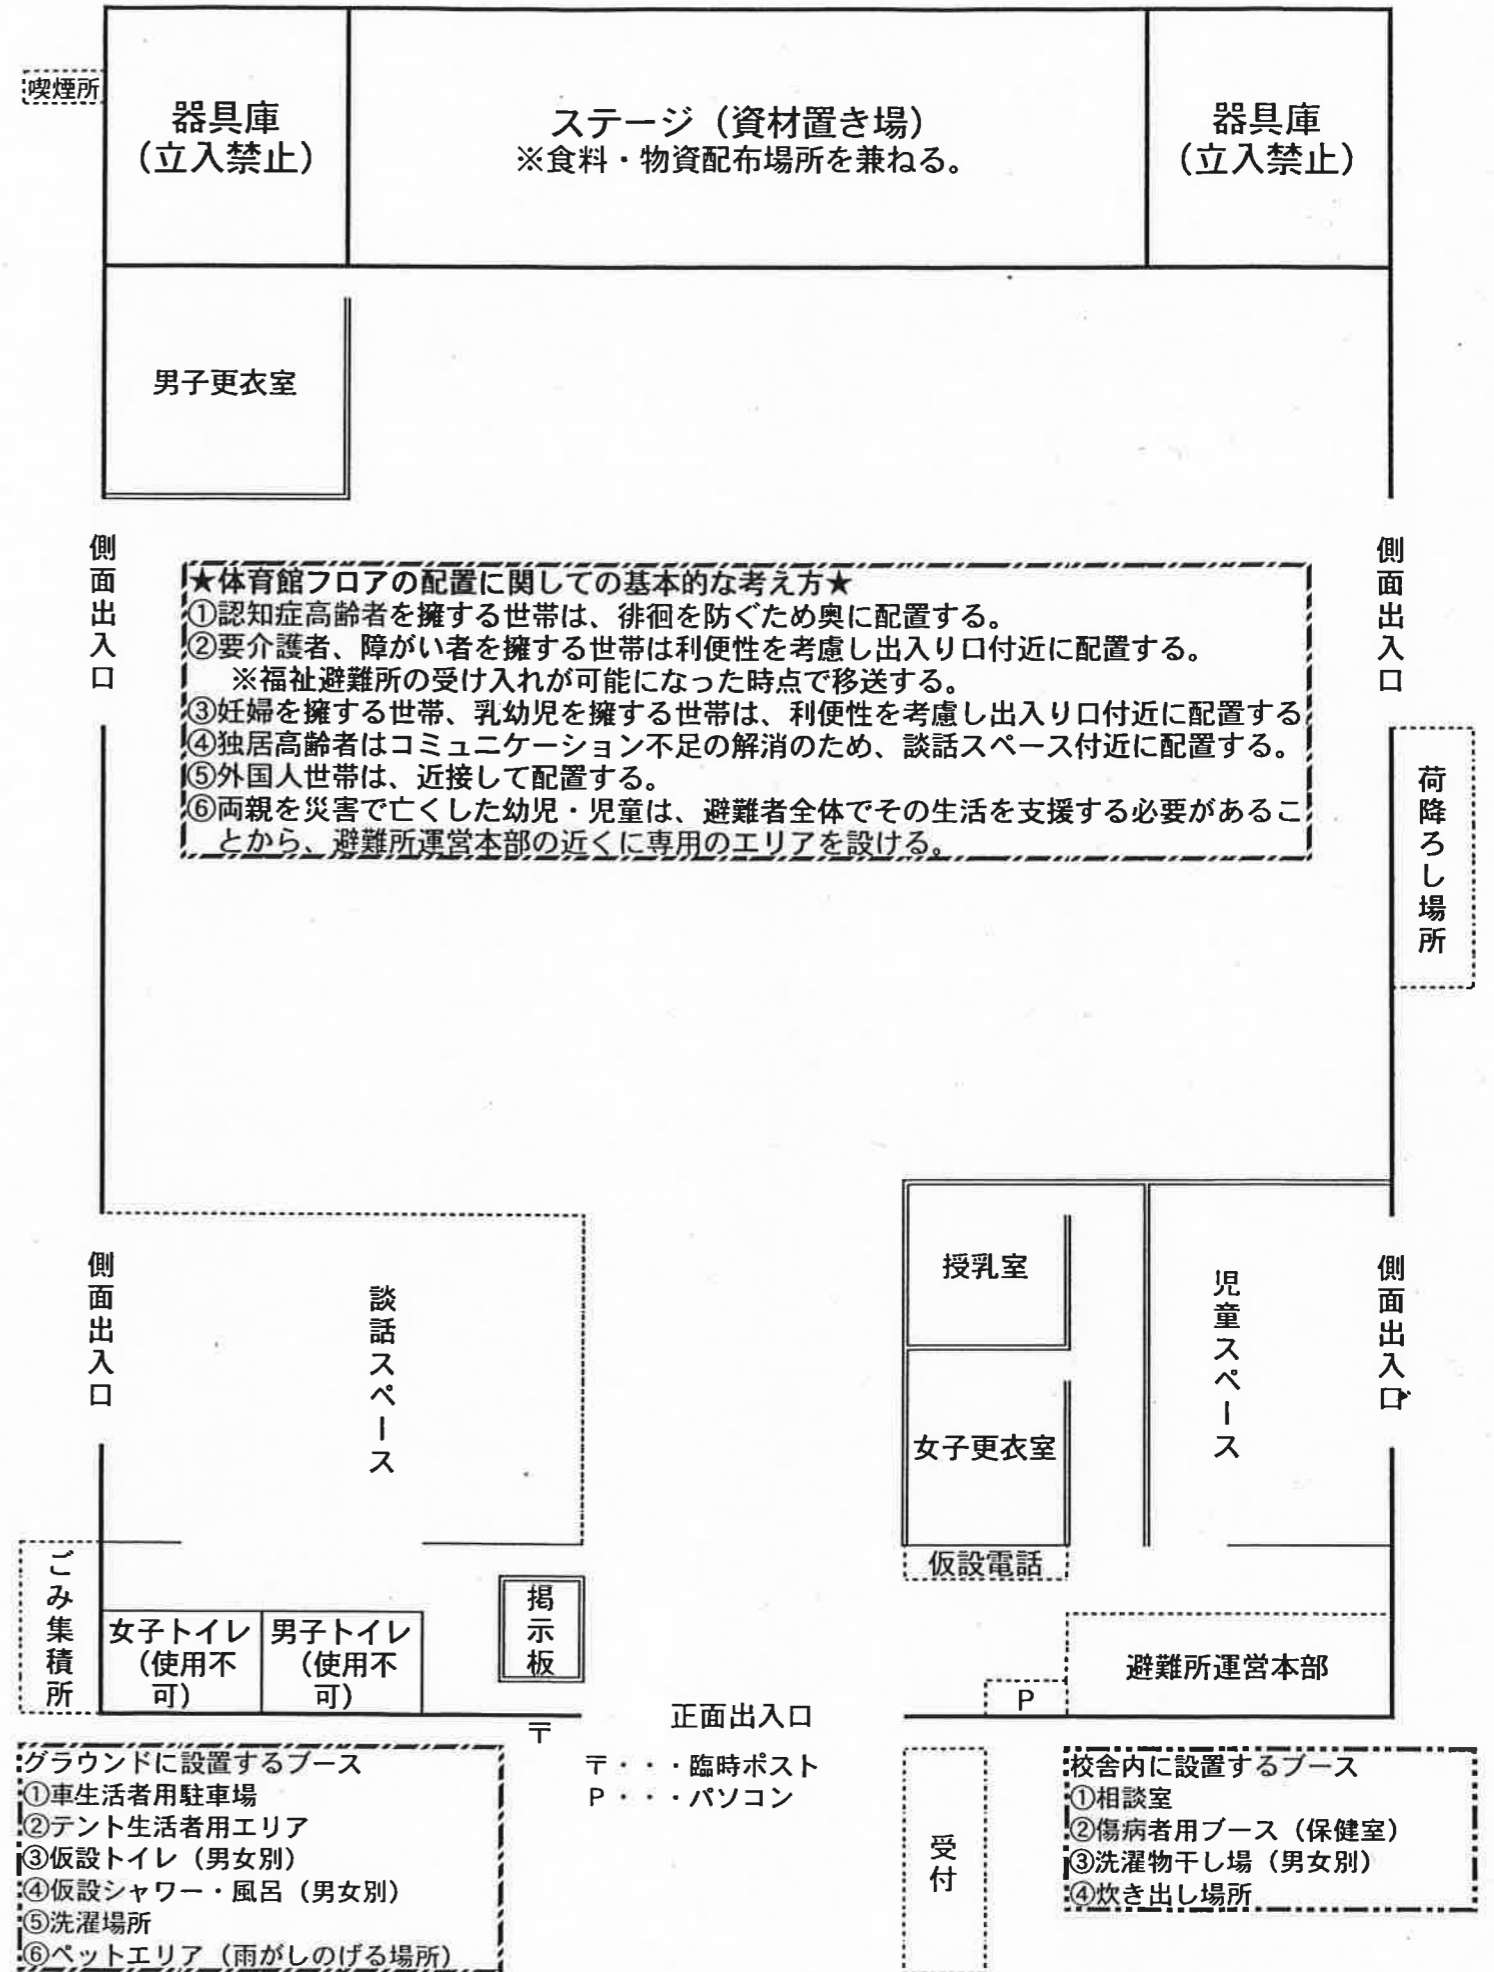 喫煙所
器具庫
（立入禁止）
ステージ（資材置き場）
※食料・物資配布場所を兼ねる。
器具庫
（立入禁止）
男子更衣室
側面出入口
側面出入口
★体育館フロアの配置に関しての基本的な考え方★
①認知症高齢者を擁する世帯は、徘徊を防ぐため奥に配置する。
②要介護者、障がい者を擁する世帯は利便性を考慮し出入り口付近に配置する。
※福祉避難所の受け入れが可能になった時点で移送する。
③妊婦を擁する世帯、乳幼児を擁する世帯は、利便性を考慮し出入り口付近に配置する
④独居高齢者はコミュニケーション不足の解消のため、談話スペース付近に配置する。
⑤外国人世帯は、近接して配置する。
⑥両親を災害で亡くした幼児・児童は、避難者全体でその生活を支援する必要があるこ
とから、避難所運営本部の近くに専用のエリアを設ける。
荷降ろし場所
側面出入口
談話スペース
授乳室
児童スペース
側面出入口
女子更衣室
仮設電話
ごみ集積所
女子トイレ
（使用不
可）
男子トイレ
（使用不
可）
掲示板
避難所運営本部
P
正面出入口
〒
〒・・・臨時ポスト
P・・・パソコン
受付
グラウンドに設置するブース
①車生活者用駐車場
②テント生活者用エリア
③仮設トイレ（男女別）
④仮設シャワー・風呂（男女別）
⑤洗濯場所
⑥ペットエリア（雨がしのげる場所）
校舎内に設置するブース
①相談室
②傷病者用ブース（保健室）
③洗濯物干し場（男女別）
④炊き出し場所